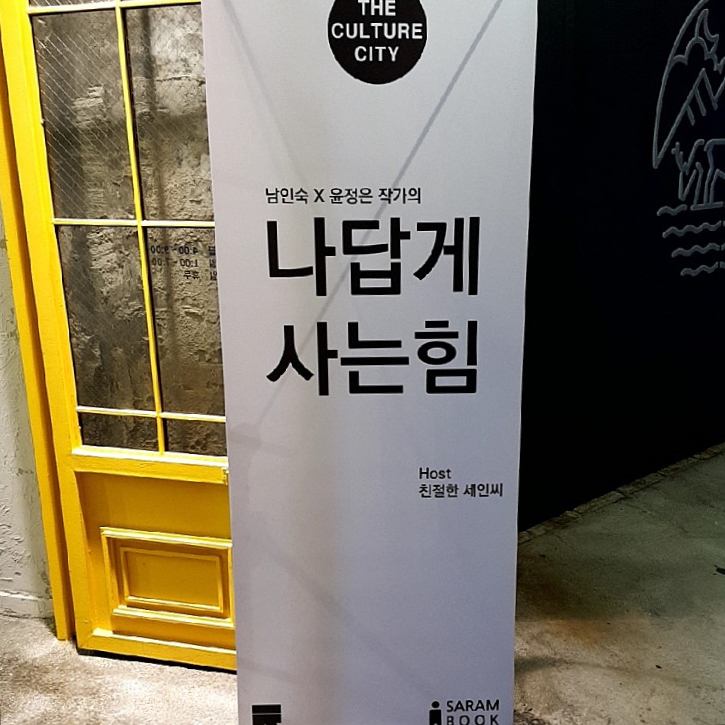 THE
CULTURE
CITY
남인숙 X 윤정은 작가의
나답게
사는힘
Host
친절한 세인씨
SARAM
BOOK